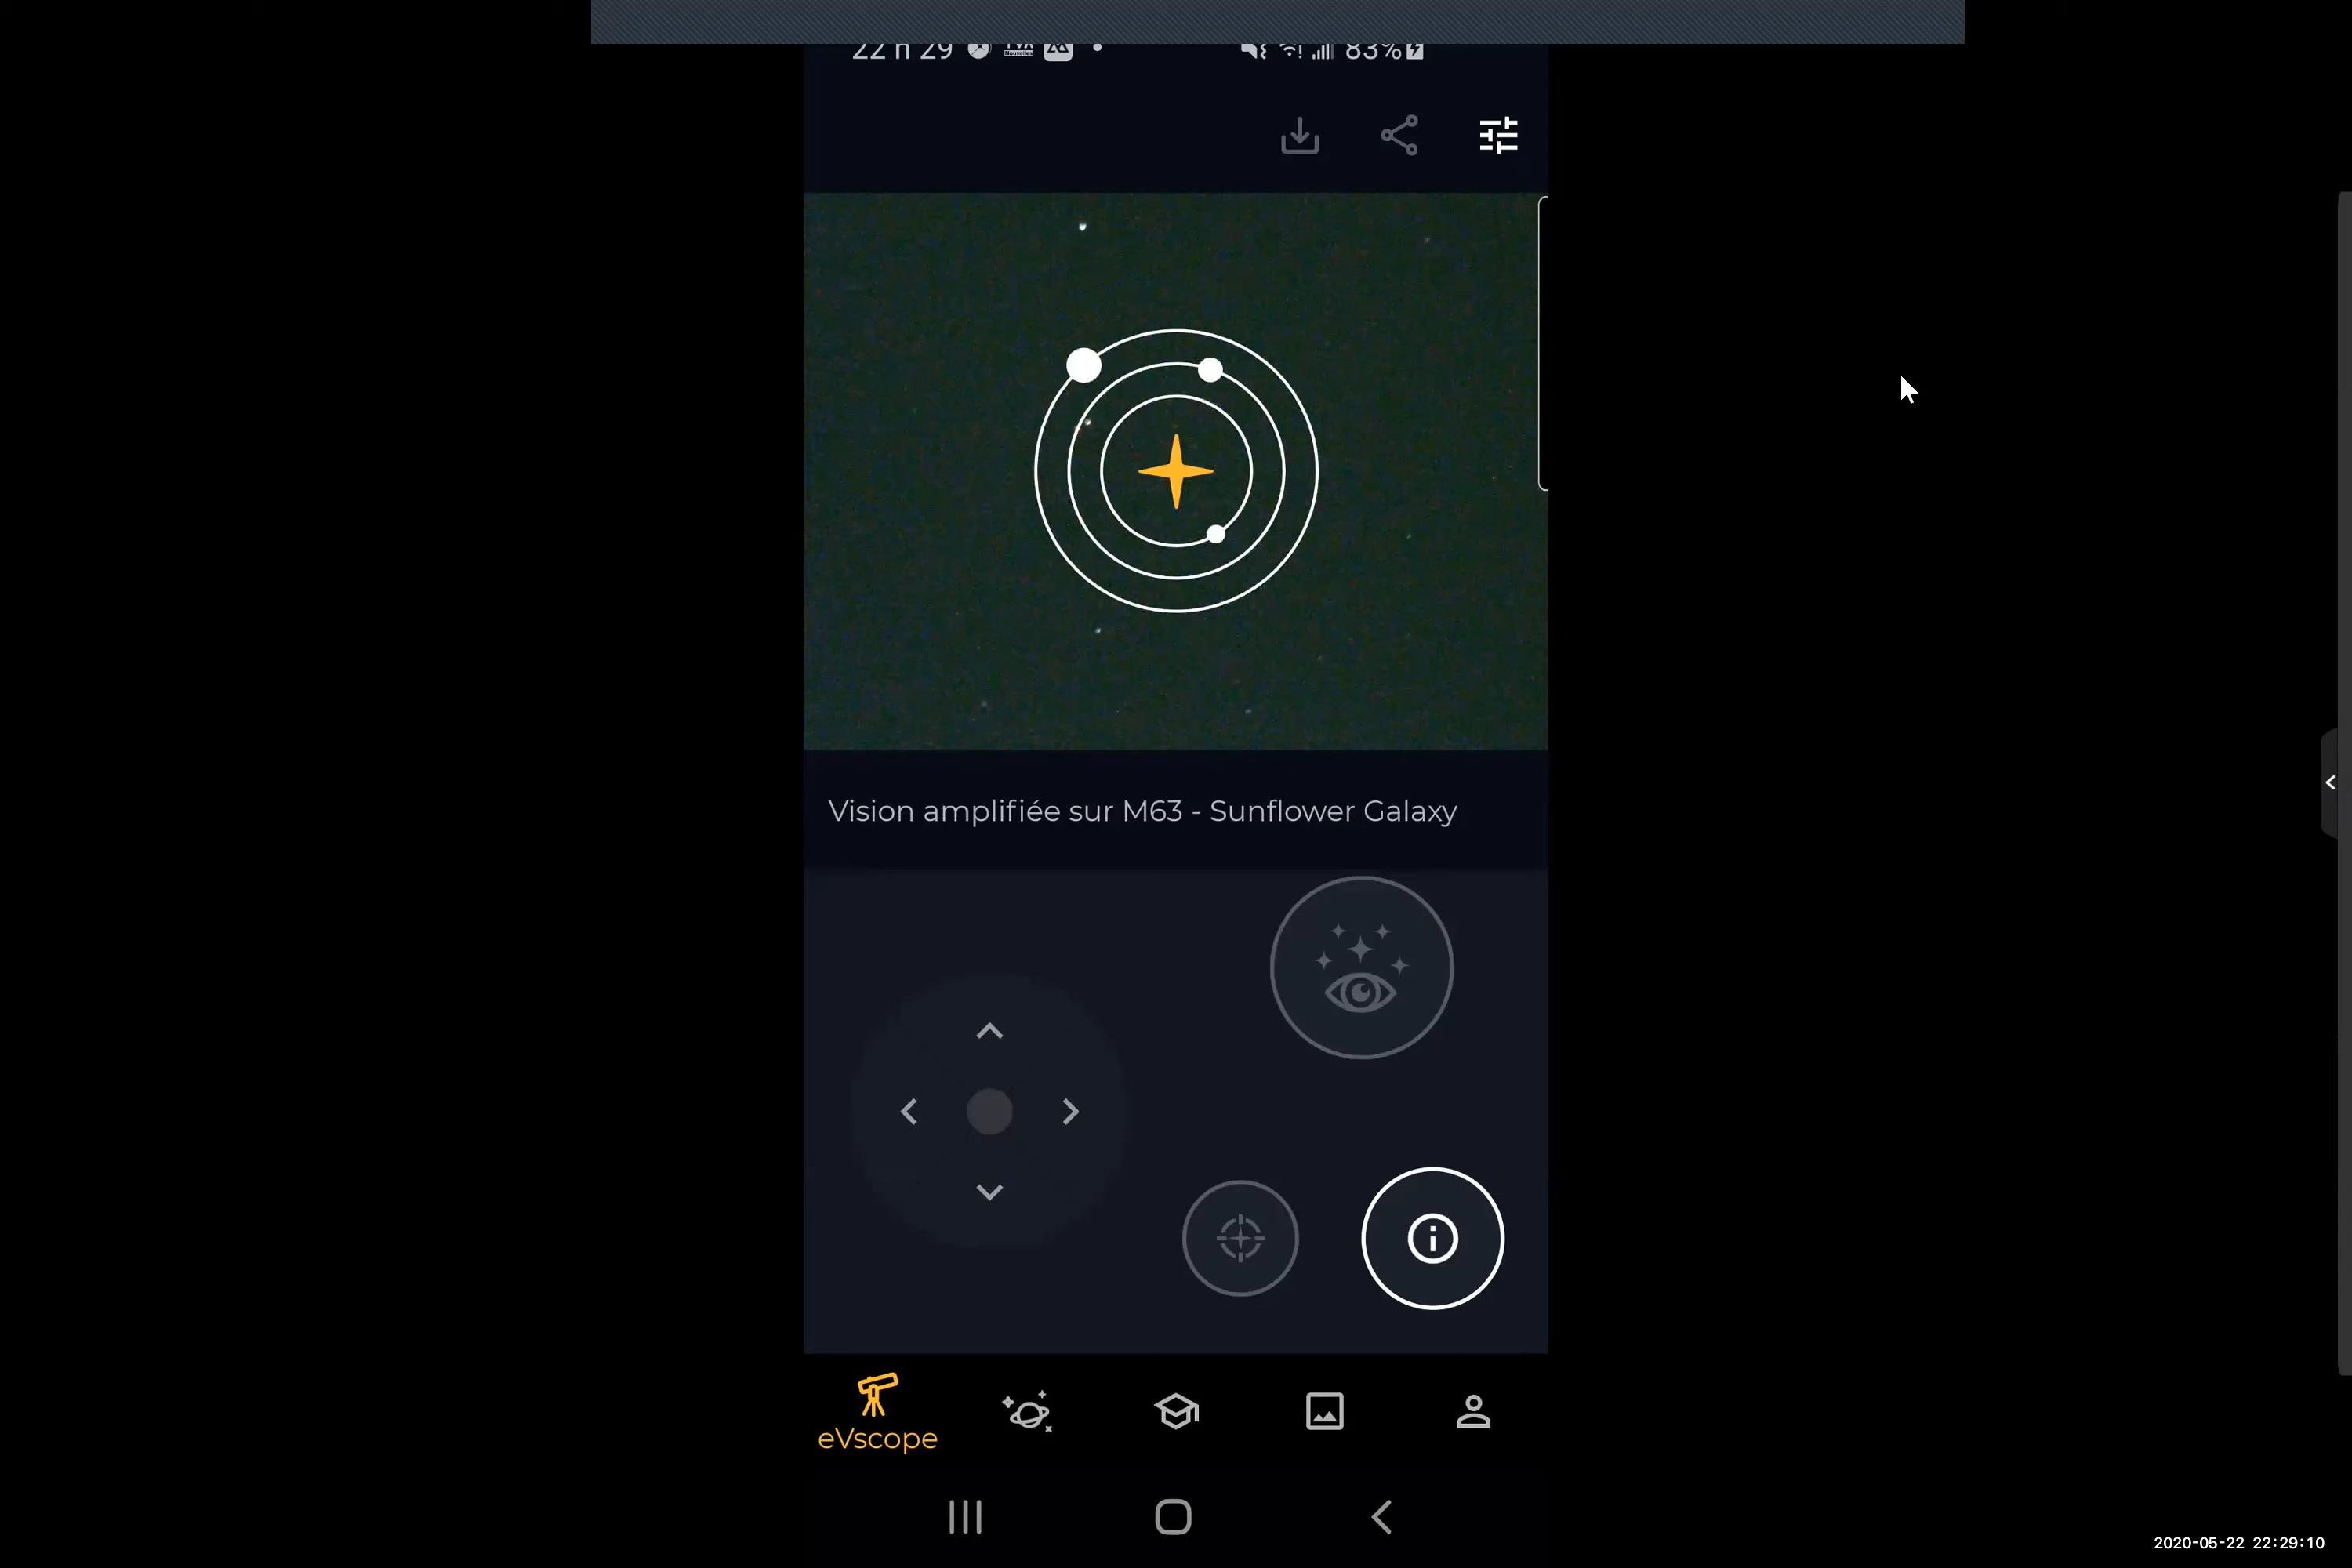 22 h 29 83%
Vision amplifiée sur M63 - Sunflower Galaxy
eVscope
2020-05-22 22:29:10